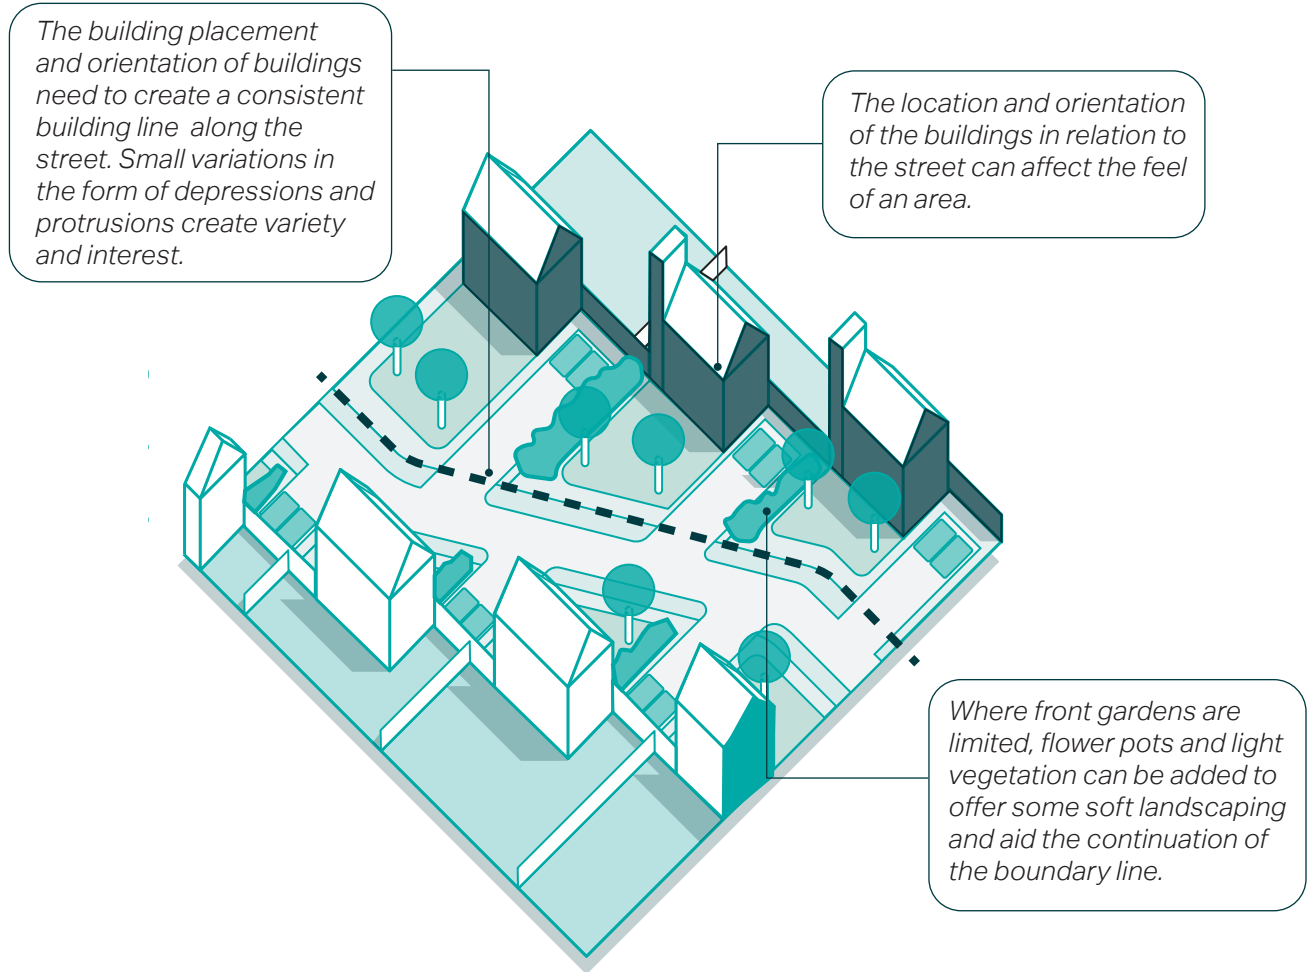 The building placement
and orientation of buildings
need to create a consistent
building line along the
street. Small variations in
the form of depressions and
protrusions create variety
and interest.
The location and orientation
of the buildings in relation to
the street can affect the feel
of an area.
Where front gardens are
limited, flower pots and light
vegetation can be added to
offer some soft landscaping
and aid the continuation of
the boundary line.